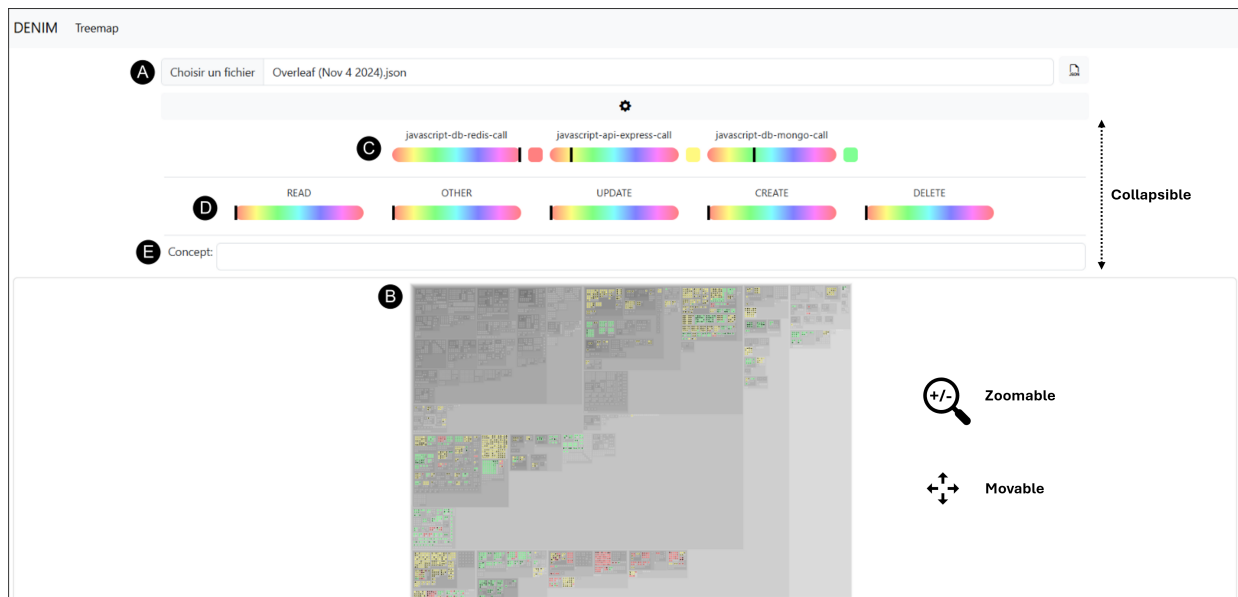 DENIM Treemap
A Choisir un fichier Overleaf (Nov 4 2024).json JSON
javascript-db-redis-call javascript-api-express-call javascript-db-mongo-call
C
READ OTHER UPDATE CREATE DELETE
D
Collapsible
E Concept:
B
+/- Zoomable
Movable